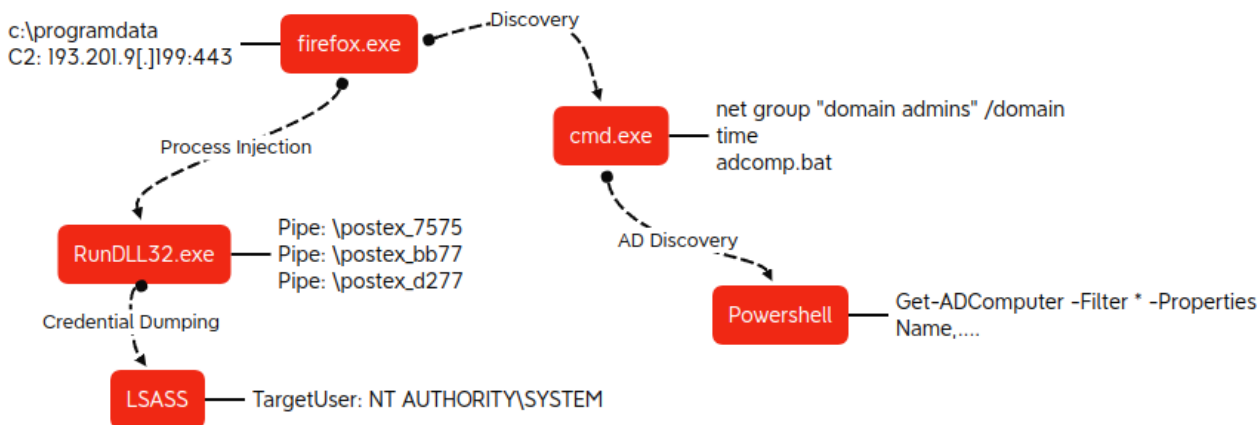 c:\programdata
C2: 193.201.9[.]199:443
firefox.exe
Discovery
cmd.exe
net group "domain admins" /domain
time
adcomp.bat
Process Injection
RunDLL32.exe
Pipe: \postex_7575
Pipe: \postex_bb77
Pipe: \postex_d277
AD Discovery
Powershell
Get-ADComputer -Filter * -Properties
Name,....
Credential Dumping
LSASS
TargetUser: NT AUTHORITY\SYSTEM